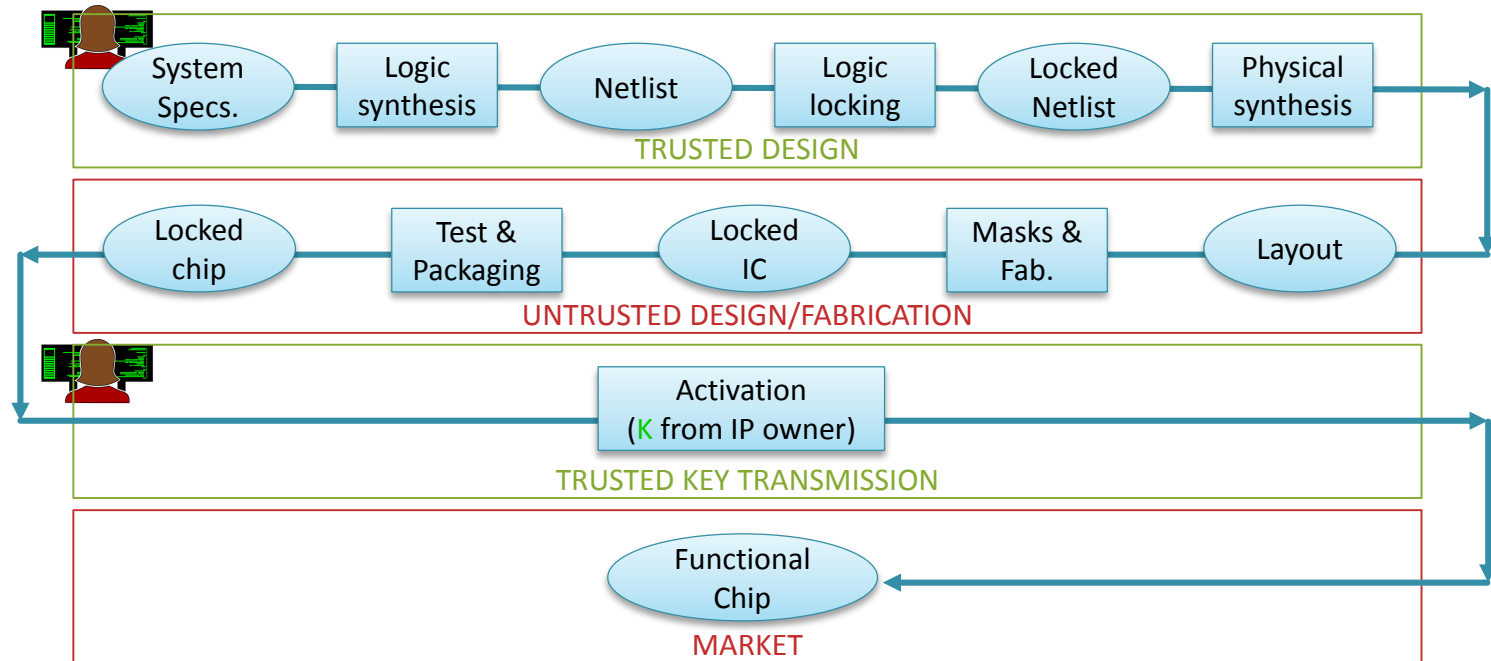 System
Specs.
Logic
synthesis
Netlist
Logic
locking
Locked
Netlist
Physical
synthesis
TRUSTED DESIGN
Locked
chip
Test &
Packaging
Locked
IC
Masks &
Fab.
Layout
UNTRUSTED DESIGN/FABRICATION
Activation
(K from IP owner)
TRUSTED KEY TRANSMISSION
Functional
Chip
MARKET